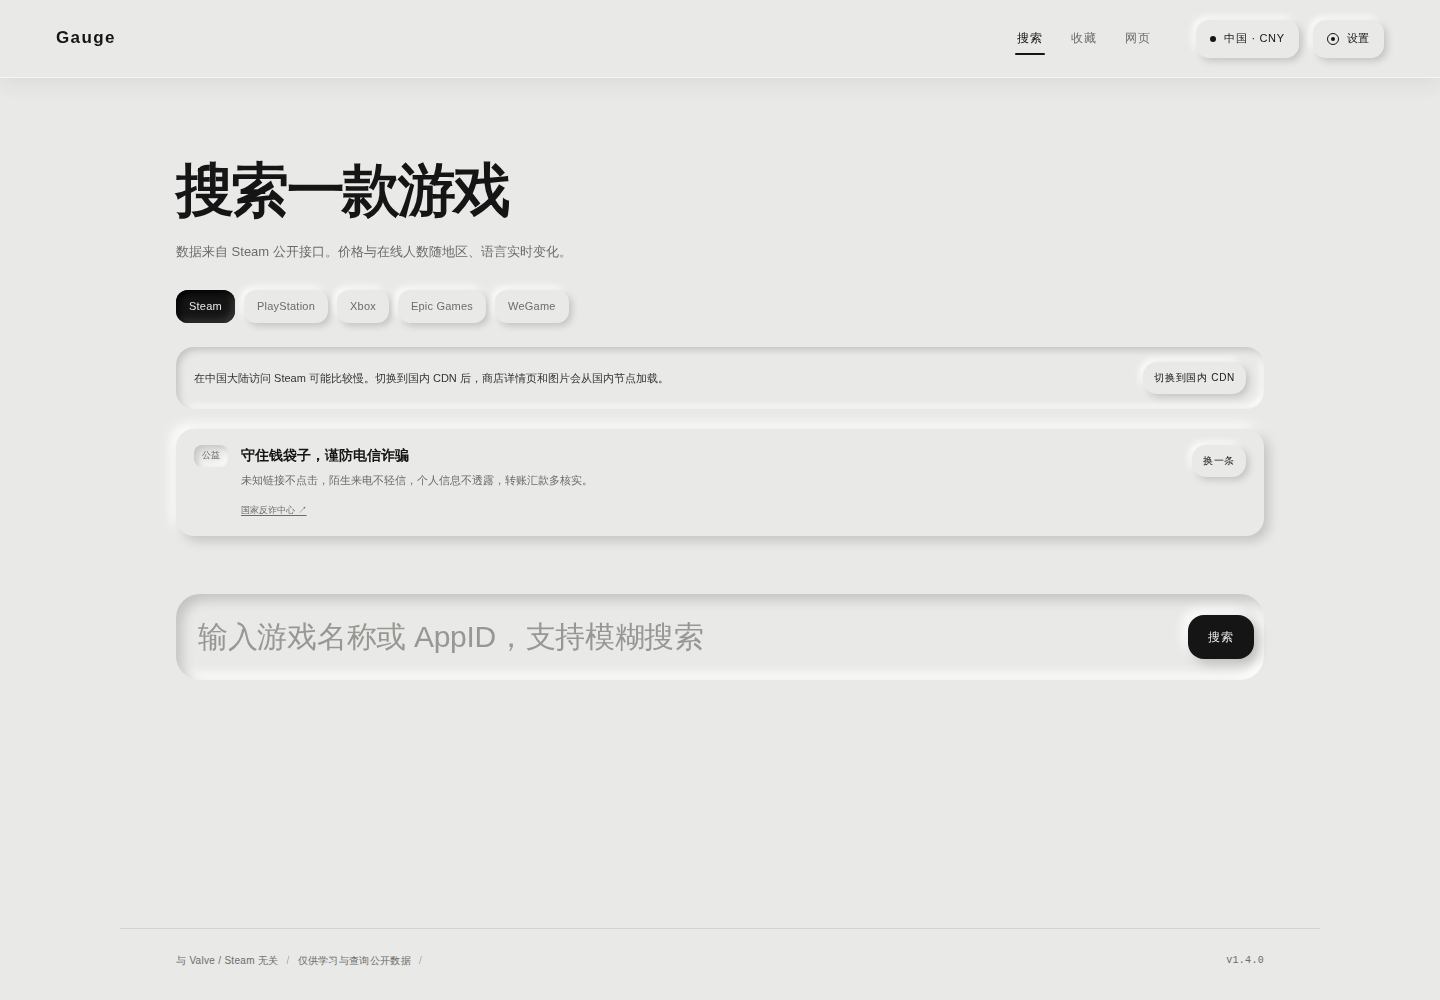 Gauge
搜索
收藏
网页
中国 · CNY
设置
搜索一款游戏
数据来自 Steam 公开接口。价格与在线人数随地区、语言实时变化。
Steam
PlayStation
Xbox
Epic Games
WeGame
在中国大陆访问 Steam 可能比较慢。切换到国内 CDN 后，商店详情页和图片会从国内节点加载。
切换到国内 CDN
公益
守住钱袋子，谨防电信诈骗
换一条
未知链接不点击，陌生来电不轻信，个人信息不透露，转账汇款多核实。
国家反诈中心 ↗
输入游戏名称或 AppID，支持模糊搜索
搜索
与 Valve / Steam 无关 / 仅供学习与查询公开数据 /
v1.4.0